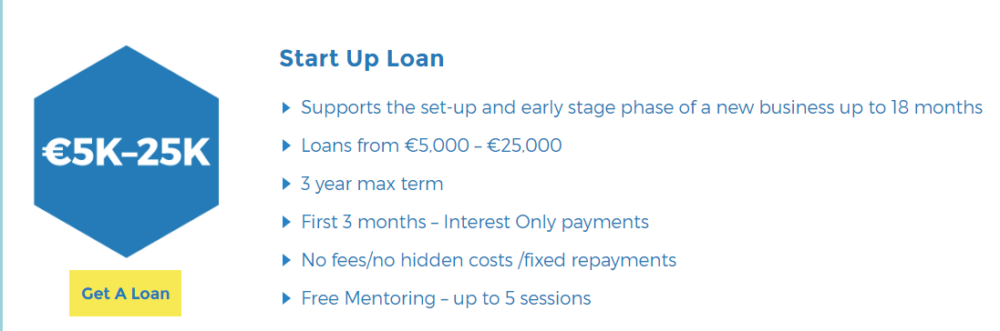 €5K–25K
Get A Loan
Start Up Loan
Supports the set-up and early stage phase of a new business up to 18 months
Loans from €5,000 – €25,000
3 year max term
First 3 months – Interest Only payments
No fees/no hidden costs /fixed repayments
Free Mentoring – up to 5 sessions